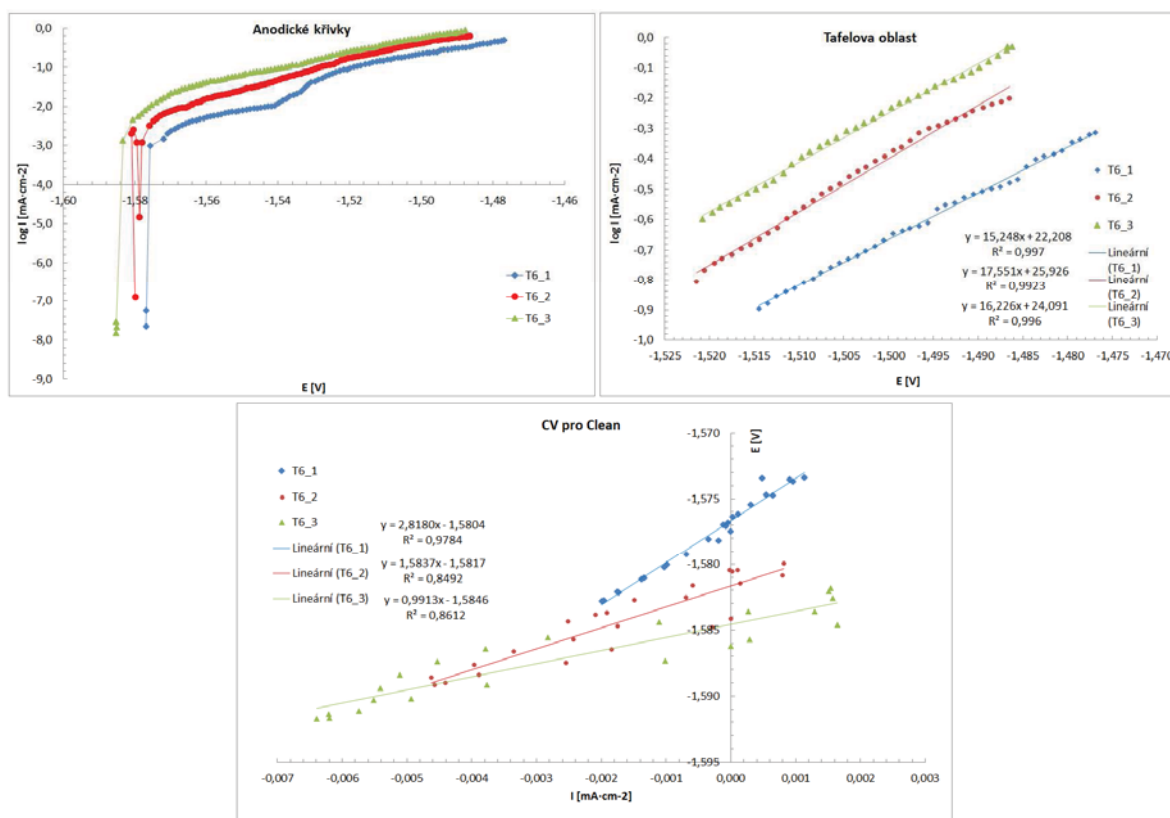 Anodické křivky
log I [mA·cm-2]
0,0
-1,0
-2,0
-3,0
-4,0
-5,0
-6,0
-7,0
-8,0
-9,0
-1,60
-1,58
-1,56
-1,54
-1,52
-1,50
-1,48
-1,46
T6_1
T6_2
T6_3
E [V]
Tafelova oblast
log I [mA·cm-2]
0,0
-0,1
-0,2
-0,3
-0,4
-0,5
-0,6
-0,7
-0,8
-0,9
-1,0
T6_1
T6_2
T6_3
y = 15,248x + 22,208
R² = 0,997
y = 17,551x + 25,926
R² = 0,9923
y = 16,226x + 24,091
R² = 0,996
Lineární
(T6_1)
Lineární
(T6_2)
Lineární
(T6_3)
-1,525
-1,520
-1,515
-1,510
-1,505
-1,500
-1,495
-1,490
-1,485
-1,480
-1,475
-1,470
E [V]
CV pro Clean
T6_1
T6_2
T6_3
Lineární (T6_1)
Lineární (T6_2)
Lineární (T6_3)
y = 2,8180x - 1,5804
R² = 0,9784
y = 1,5837x - 1,5817
R² = 0,8492
y = 0,9913x - 1,5846
R² = 0,8612
E [V]
-1,570
-1,575
-1,580
-1,585
-1,590
-1,595
-0,007
-0,006
-0,005
-0,004
-0,003
-0,002
-0,001
0,000
0,001
0,002
0,003
I [mA·cm-2]